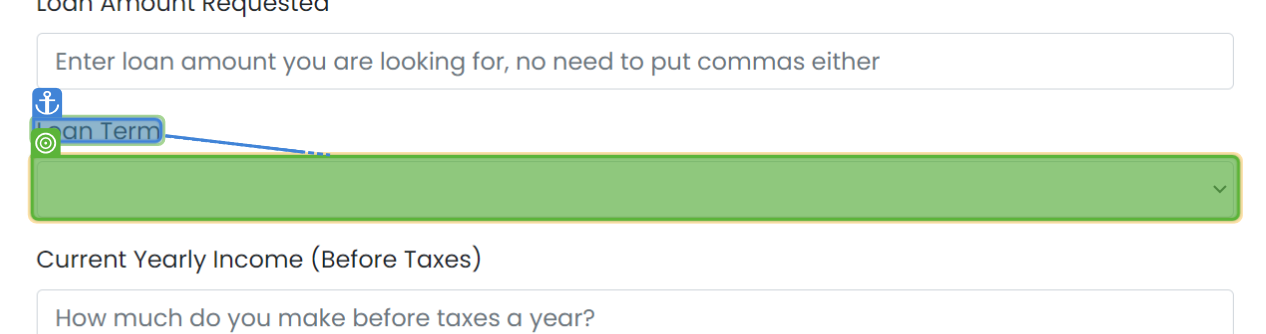 Loan Amount Requested
Enter loan amount you are looking for, no need to put commas either
Loan Term
Current Yearly Income (Before Taxes)
How much do you make before taxes a year?